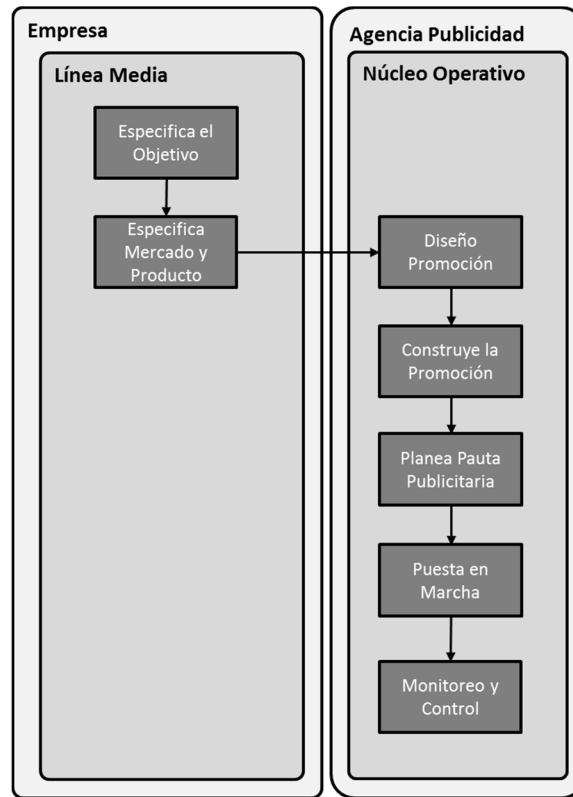 Empresa
Línea Media
Especifica el
Objetivo
Especifica
Mercado y
Producto
Agencia Publicidad
Núcleo Operativo
Diseño
Promoción
Construye la
Promoción
Planea Pauta
Publicitaria
Puesta en
Marcha
Monitoreo y
Control